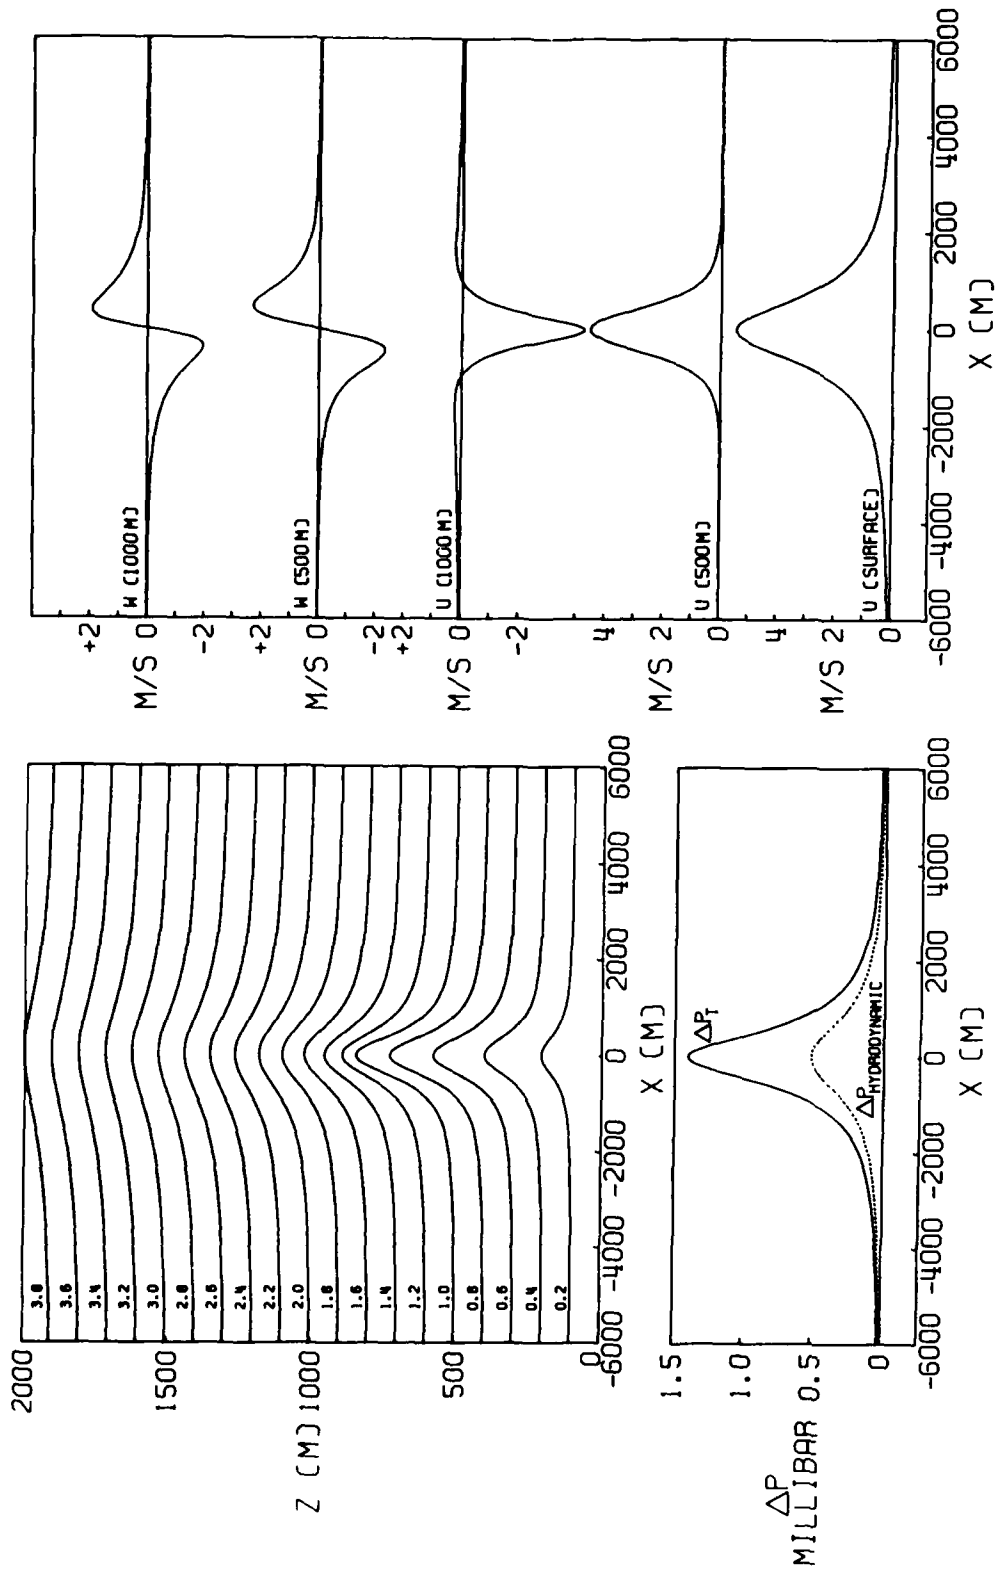 2000
1500
Z (M) 1000
500
0
3.8
3.6
3.4
3.2
3.0
2.8
2.6
2.4
2.2
2.0
1.8
1.6
1.4
1.2
1.0
0.8
0.6
0.4
0.2
-6000 -4000 -2000 0 2000 4000 6000
X (M)
1.5
1.0
ΔP
MILLIBAR 0.5
0
ΔP_T
ΔP_HYDRODYNAMIC
-6000 -4000 -2000 0 2000 4000 6000
X (M)
+2
M/S 0
-2
W (1000M)
+2
M/S 0
-2
W (500M)
+2
M/S 0
-2
U (1000M)
4
M/S 2
0
U (500M)
4
M/S 2
0
U (SURFACE)
-6000 -4000 -2000 0 2000 4000 6000
X (M)